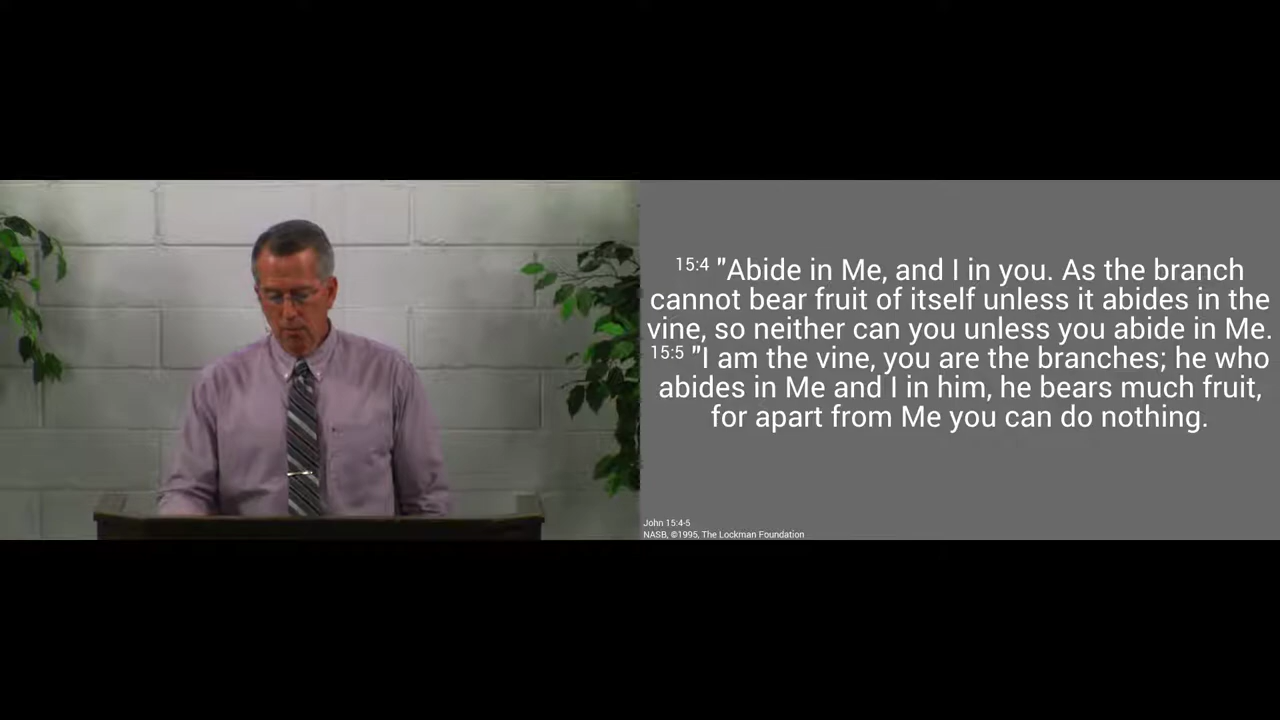 15:4 "Abide in Me, and I in you. As the branch
cannot bear fruit of itself unless it abides in the
vine, so neither can you unless you abide in Me.
15:5 "I am the vine, you are the branches; he who
abides in Me and I in him, he bears much fruit,
for apart from Me you can do nothing.
John 15:4-5
NASB, ©1995, The Lockman Foundation